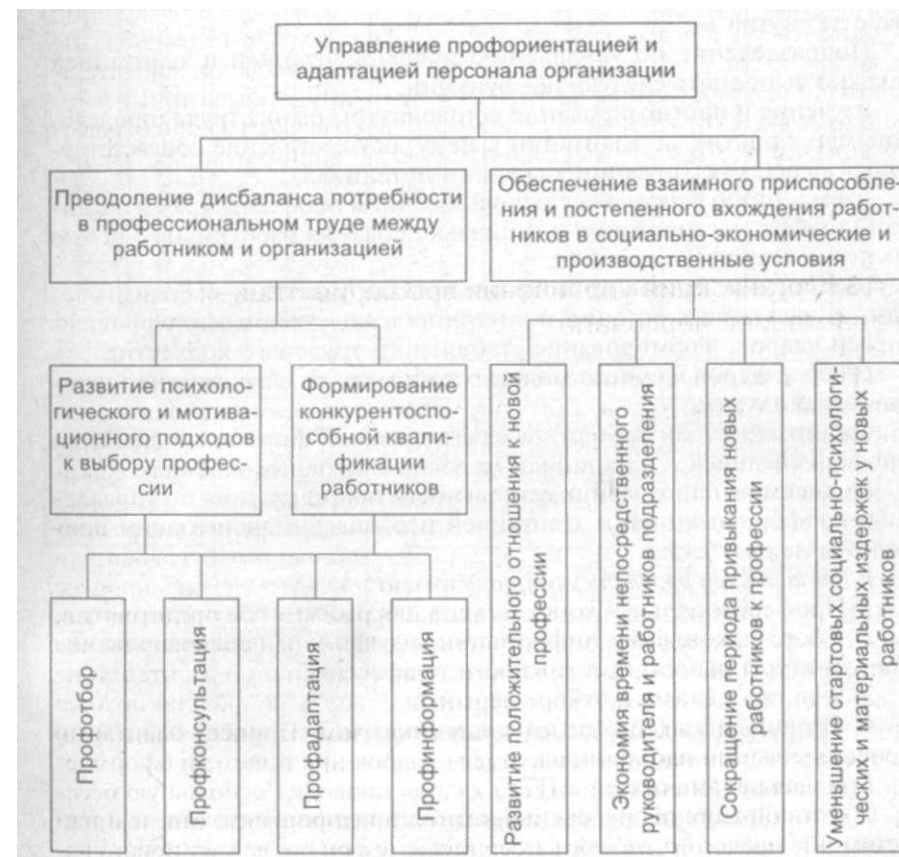 Управление профориентацией и
адаптацией персонала организации
Преодоление дисбаланса потребности
в профессиональном труде между
работником и организацией
Обеспечение взаимного приспособле-
ния и постепенного вхождения работ-
ников в социально-экономические и
производственные условия
Развитие психоло-
гического и мотива-
ционного подходов
к выбору профес-
сии
Формирование
конкурентоспо-
собной квали-
фикации
работников
Профотбор
Профконсультация
Профадаптация
Профинформация
Развитие положительного отношения к новой
профессии
Экономия времени непосредственного
руководителя и работников подразделения
Сокращение периода привыкания новых
работников к профессии
Уменьшение стартовых социально-психологи-
ческих и материальных издержек у новых
работников